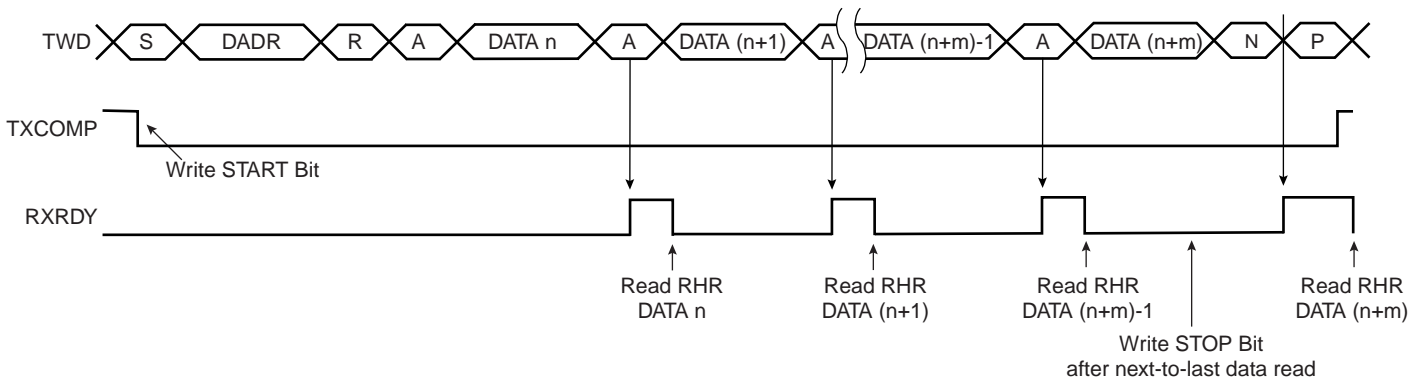 TWD S DADR R A DATA n A DATA (n+1) A DATA (n+m)-1 A DATA (n+m) N P
TXCOMP
Write START Bit
RXRDY
Read RHR
DATA n
Read RHR
DATA (n+1)
Read RHR
DATA (n+m)-1
Read RHR
DATA (n+m)
Write STOP Bit
after next-to-last data read